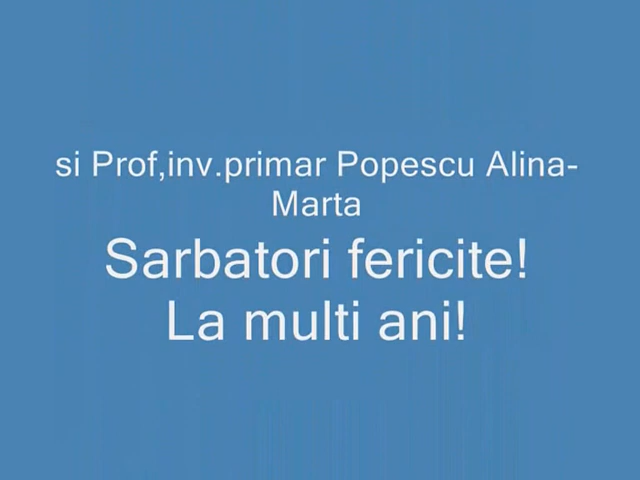 si Prof,inv.primar Popescu Alina-
Marta
Sarbatori fericite!
La multi ani!